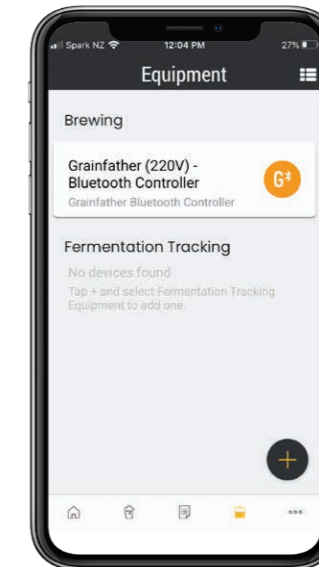 Spark NZ 12:04 PM 27%
Equipment
Brewing
Grainfather (220V) -
Bluetooth Controller
Grainfather Bluetooth Controller
G
Fermentation Tracking
No devices found
Tap + and select Fermentation Tracking
Equipment to add one.
+